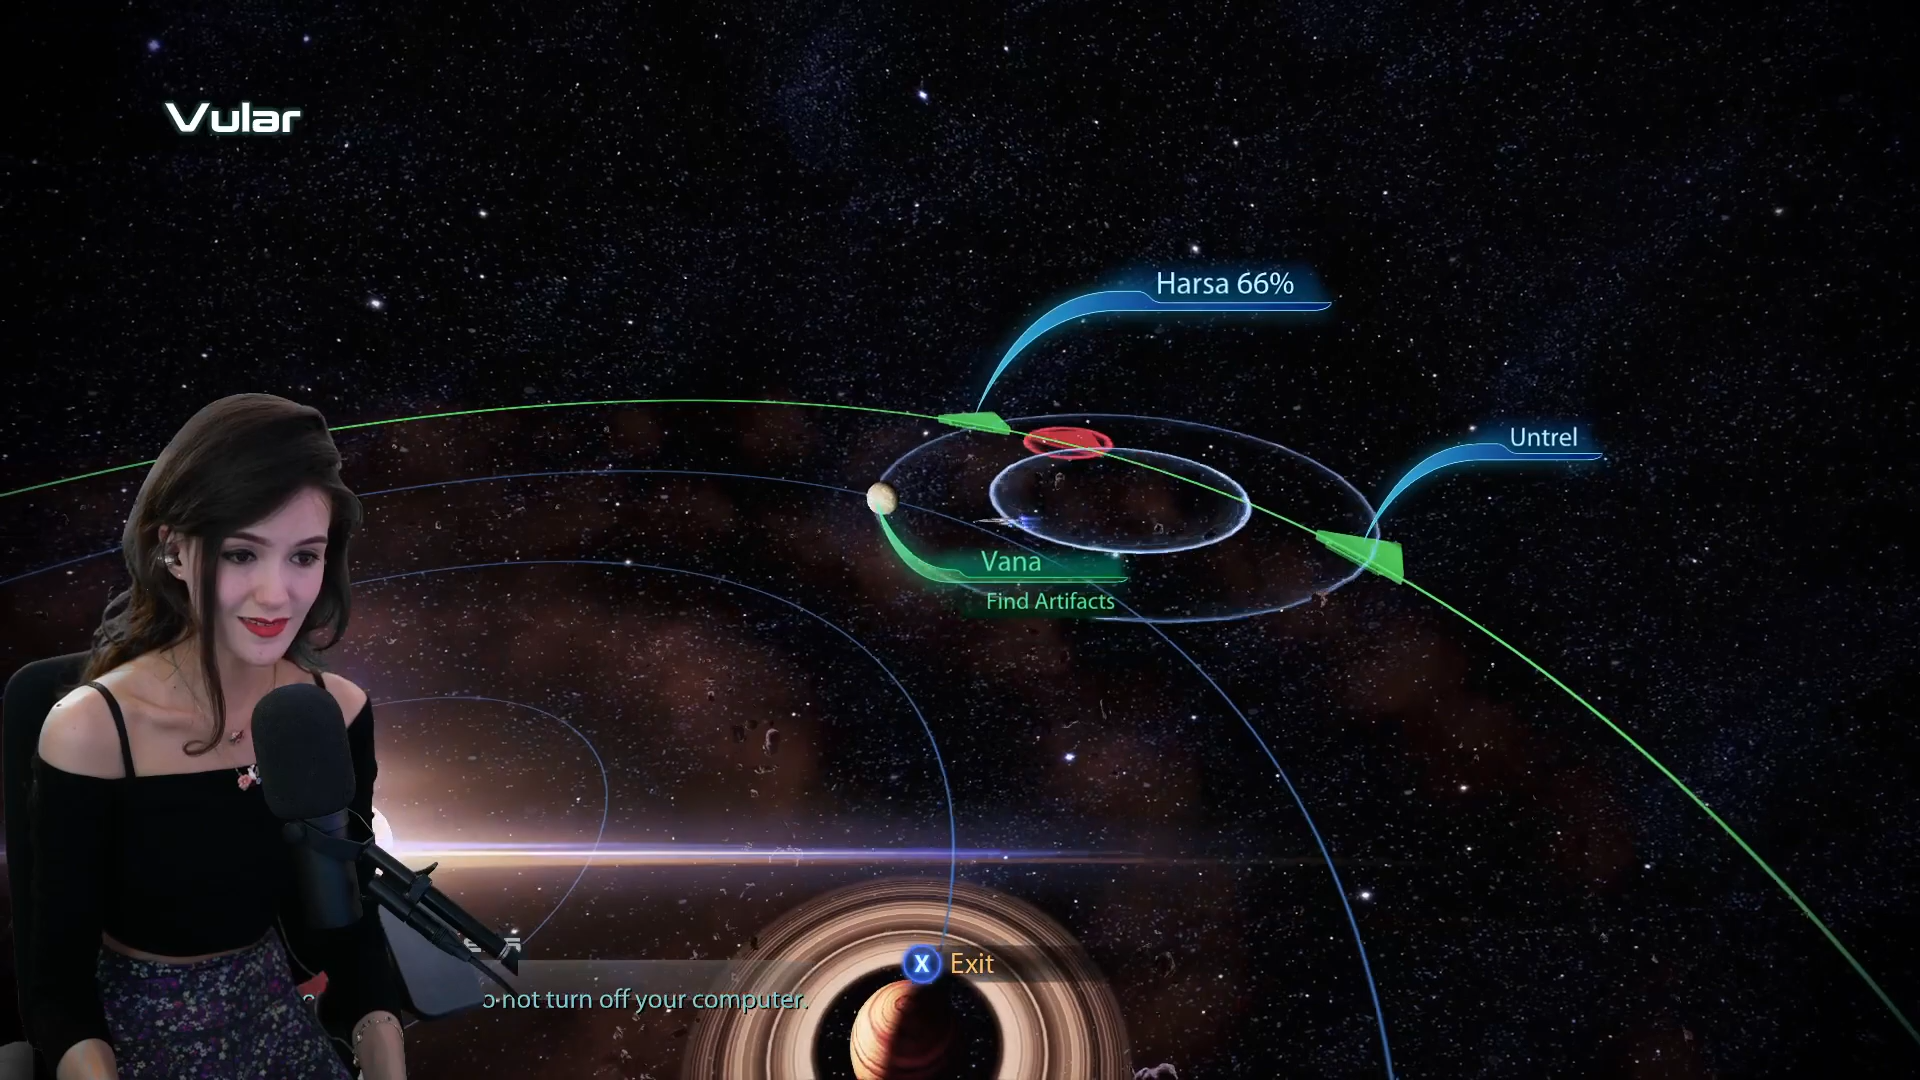 Vular
Harsa 66%
Untrel
Vana
Find Artifacts
X Exit
not turn off your computer.